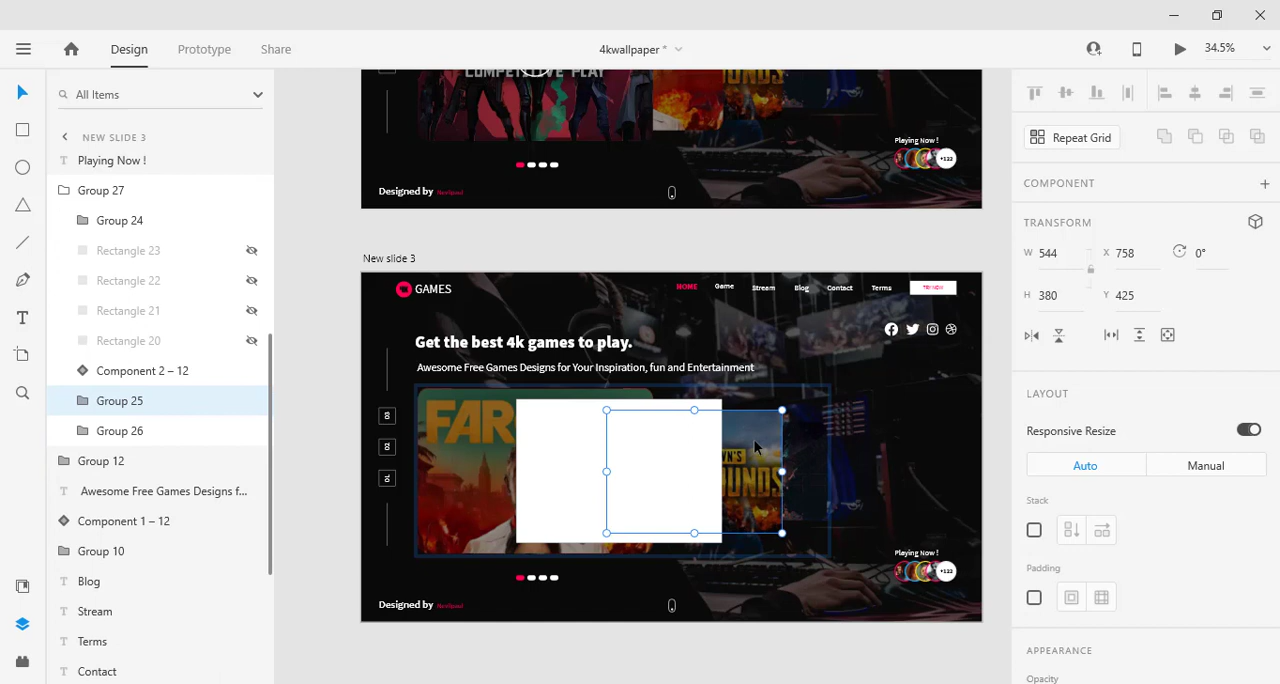 Design
Prototype
Share
4kwallpaper *
34.5%
All Items
NEW SLIDE 3
Playing Now !
Group 27
Group 24
Rectangle 23
Rectangle 22
Rectangle 21
Rectangle 20
Component 2 – 12
Group 25
Group 26
Group 12
Awesome Free Games Designs f...
Component 1 – 12
Group 10
Blog
Stream
Terms
Contact
COMPETITIVE PLAY
Playing Now !
+132
Designed by
New slide 3
GAMES
HOME
Game
Stream
Blog
Contact
Terms
Get the best 4k games to play.
Awesome Free Games Designs for Your Inspiration, fun and Entertainment
FAR
Playing Now !
+132
Designed by
Repeat Grid
COMPONENT
TRANSFORM
W 544
X 758
0°
H 380
Y 425
LAYOUT
Responsive Resize
Auto
Manual
Stack
Padding
APPEARANCE
Opacity